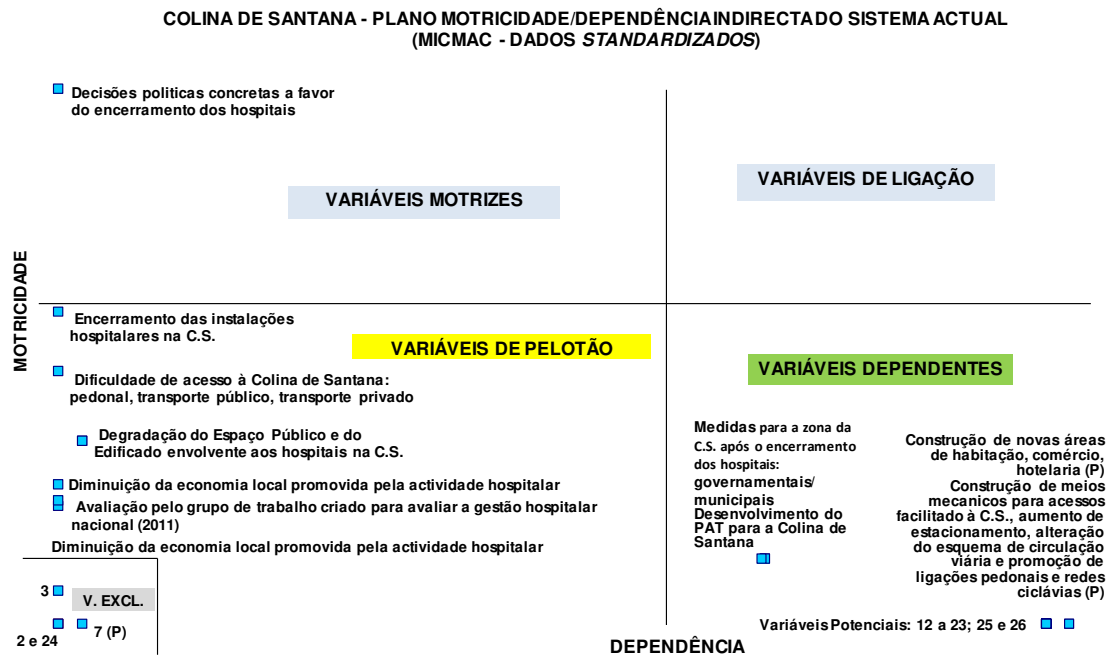 COLINA DE SANTANA - PLANO MOTRICIDADE/DEPENDÊNCIA INDIRECTA DO SISTEMA ACTUAL
(MICMAC - DADOS STANDARDIZADOS)
Decisões politicas concretas a favor
do encerramento dos hospitais
VARIÁVEIS MOTRIZES
VARIÁVEIS DE LIGAÇÃO
MOTRICIDADE
Encerramento das instalações
hospitalares na C.S.
VARIÁVEIS DE PELOTÃO
VARIÁVEIS DEPENDENTES
Dificuldade de acesso à Colina de Santana:
pedonal, transporte público, transporte privado
Degradação do Espaço Público e do
Edificado envolvente aos hospitais na C.S.
Diminuição da economia local promovida pela actividade hospitalar
Avaliação pelo grupo de trabalho criado para avaliar a gestão hospitalar
nacional (2011)
Diminuição da economia local promovida pela actividade hospitalar
Medidas para a zona da
C.S. após o encerramento
dos hospitais:
governamentais/
municipais
Desenvolvimento do
PAT para a Colina de
Santana
Construção de novas áreas
de habitação, comércio,
hotelaria (P)
Construção de meios
mecanicos para acessos
facilitado à C.S., aumento de
estacionamento, alteração
do esquema de circulação
viária e promoção de
ligações pedonais e redes
ciclávias (P)
3
V. EXCL.
7 (P)
2 e 24
Variáveis Potenciais: 12 a 23; 25 e 26
DEPENDÊNCIA